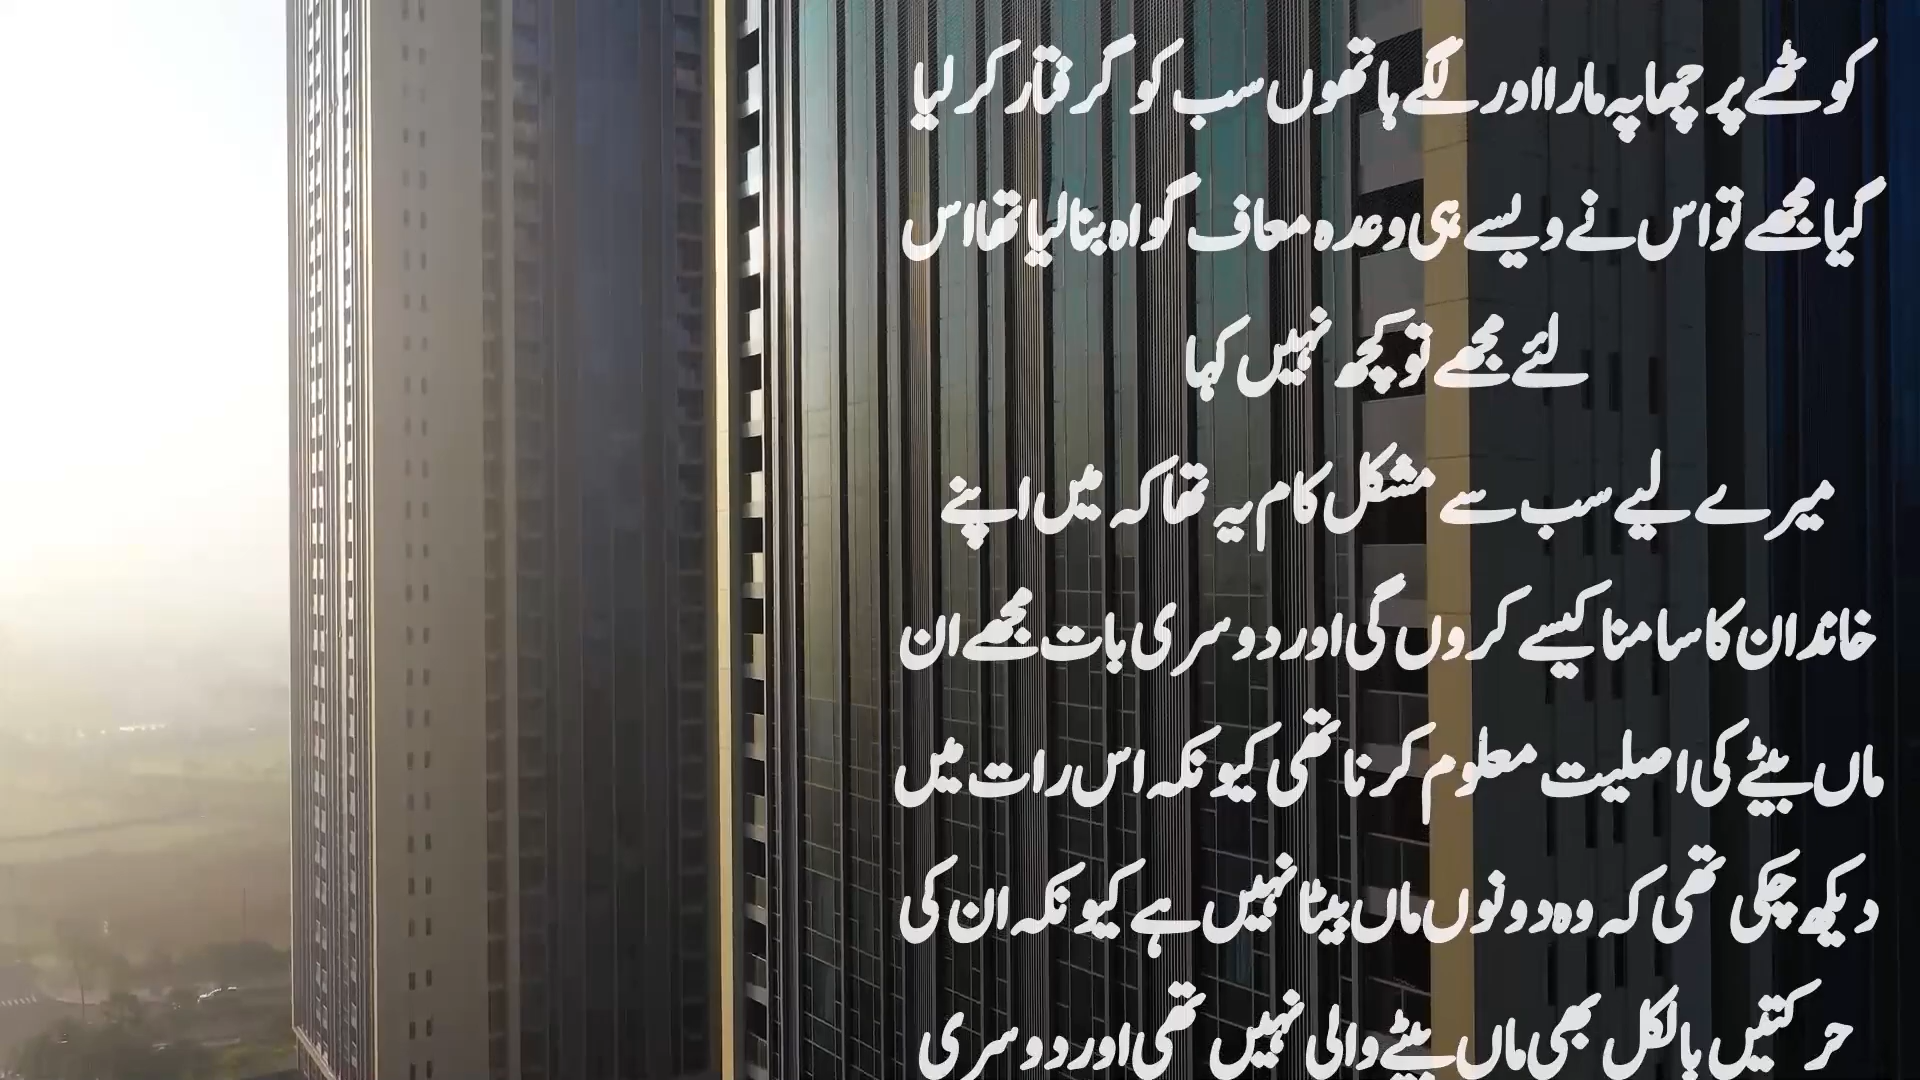 کوٹھے پر چھاپہ مارا اور لگے ہاتھوں سب کو گرفتار کر لیا
گیا مجھے تو اس نے ویسے ہی وعدہ معاف گواہ بنا لیا تھا اس
لئے مجھے تو کچھ نہیں کہا
میرے لیے سب سے مشکل کام یہ تھا کہ میں اپنے
خاندان کا سامنا کیسے کروں گی اور دوسری بات مجھے ان
ماں بیٹے کی اصلیت معلوم کرنا تھی کیونکہ اس رات میں
دیکھ چکی تھی کہ وہ دونوں ماں بیٹا نہیں ہے کیونکہ ان کی
حرکتیں بالکل بھی ماں بیٹے والی نہیں تھی اور دوسری